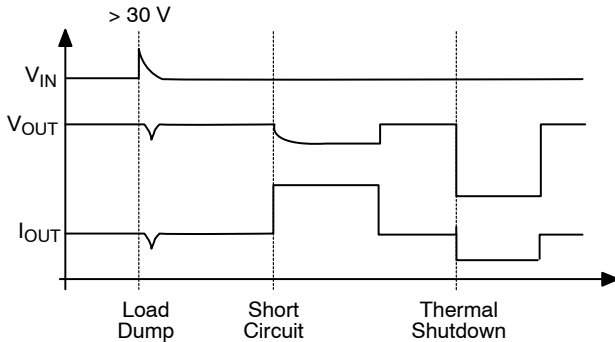 > 30 V
VIN
VOUT
IOUT
Load
Dump
Short
Circuit
Thermal
Shutdown